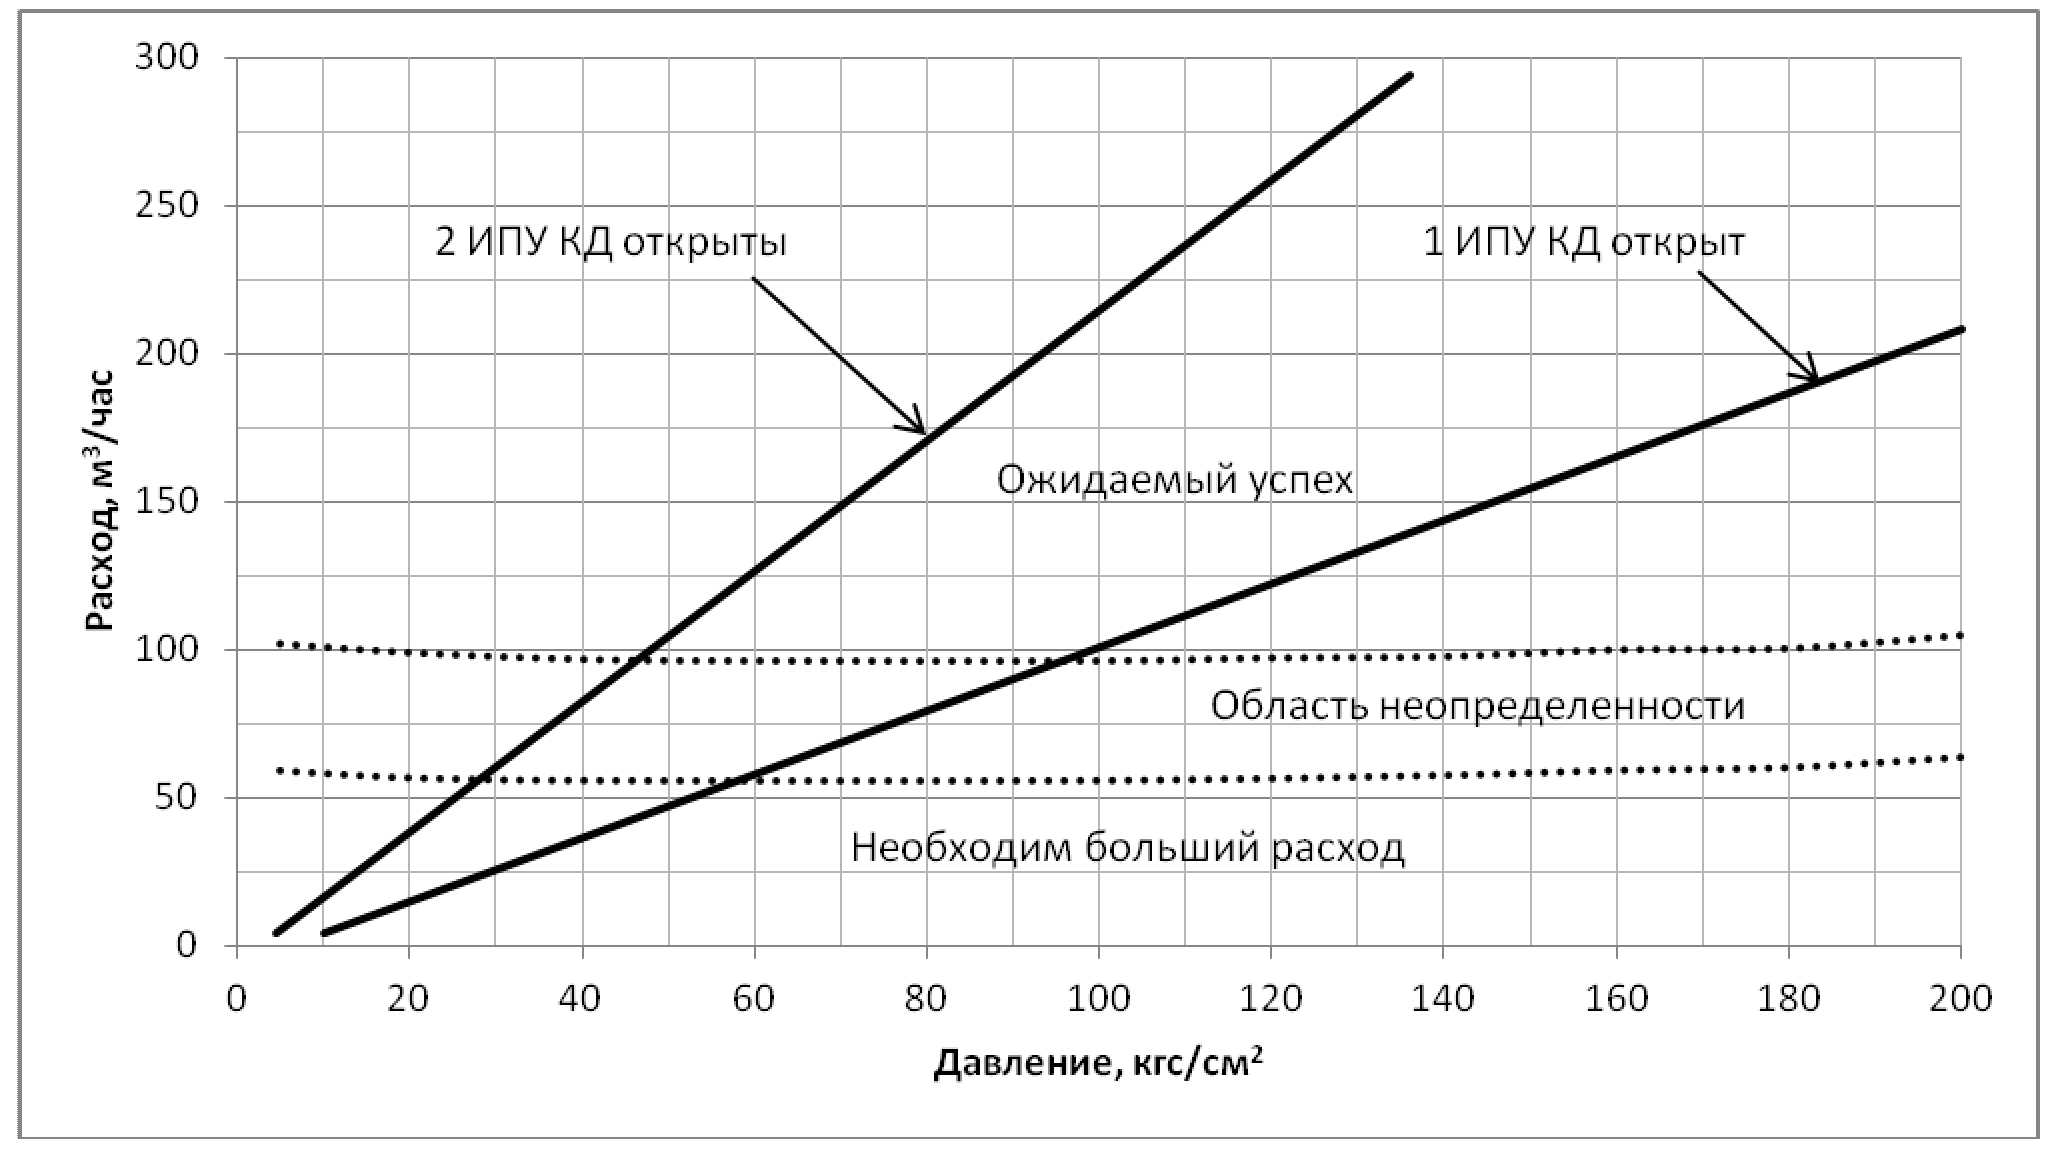 300
250
2 ИПУ КД открыты
1 ИПУ КД открыт
200
Ожидаемый успех
150
Расход, м³/час
100
Область неопределенности
50
Необходим больший расход
0
0 20 40 60 80 100 120 140 160 180 200
Давление, кгс/см²